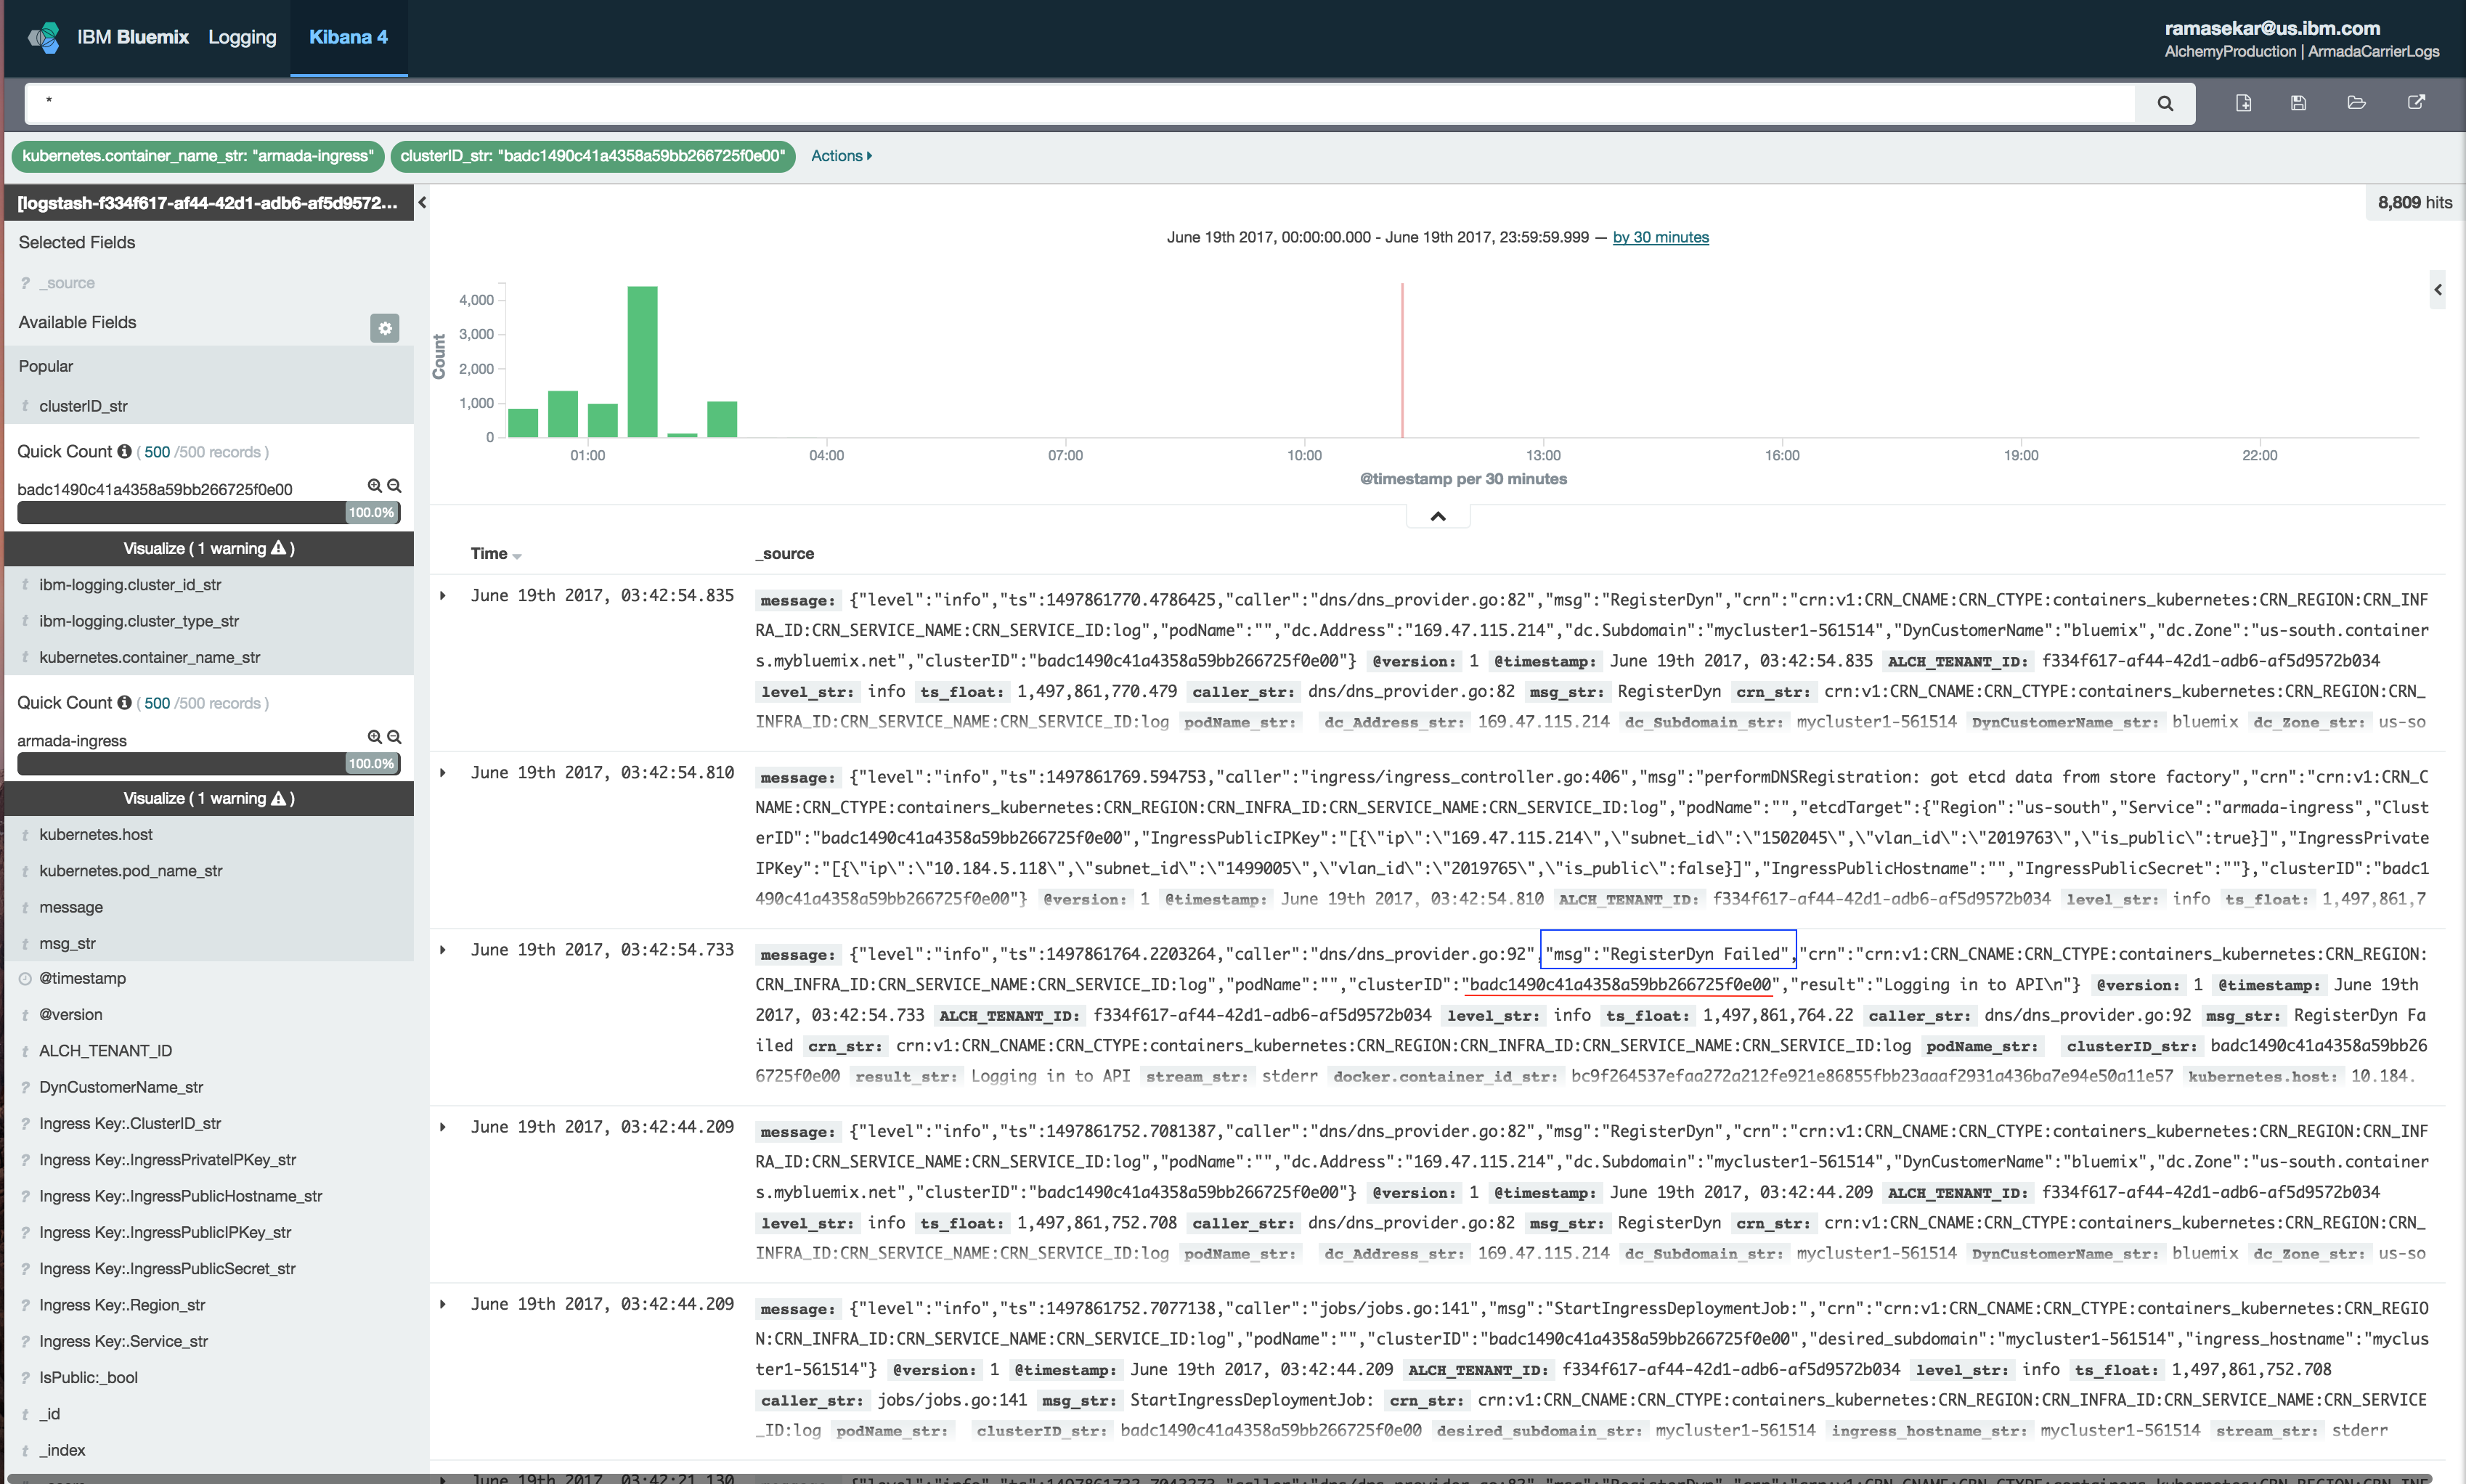 IBM Bluemix Logging Kibana 4
ramasekar@us.ibm.com
AlchemyProduction | ArmadaCarrierLogs
*
kubernetes.container_name_str: "armada-ingress" clusterID_str: "badc1490c41a4358a59bb266725f0e00" Actions
[logstash-f334f617-af44-42d1-adb6-af5d9572...
Selected Fields
? _source
Available Fields
Popular
t clusterID_str
Quick Count ( 500 /500 records )
badc1490c41a4358a59bb266725f0e00
100.0%
Visualize ( 1 warning )
t ibm-logging.cluster_id_str
t ibm-logging.cluster_type_str
t kubernetes.container_name_str
Quick Count ( 500 /500 records )
armada-ingress
100.0%
Visualize ( 1 warning )
t kubernetes.host
t kubernetes.pod_name_str
t message
t msg_str
@timestamp
t @version
t ALCH_TENANT_ID
? DynCustomerName_str
? Ingress Key:.ClusterID_str
? Ingress Key:.IngressPrivateIPKey_str
? Ingress Key:.IngressPublicHostname_str
? Ingress Key:.IngressPublicIPKey_str
? Ingress Key:.IngressPublicSecret_str
? Ingress Key:.Region_str
? Ingress Key:.Service_str
? IsPublic:_bool
t _id
t _index
8,809 hits
June 19th 2017, 00:00:00.000 - June 19th 2017, 23:59:59.999 — by 30 minutes
Count
4,000
3,000
2,000
1,000
0
01:00 04:00 07:00 10:00 13:00 16:00 19:00 22:00
@timestamp per 30 minutes
Time _source
June 19th 2017, 03:42:54.835 message: {"level":"info","ts":1497861770.4786425,"caller":"dns/dns_provider.go:82","msg":"RegisterDyn","crn":"crn:v1:CRN_CNAME:CRN_CTYPE:containers_kubernetes:CRN_REGION:CRN_INF
RA_ID:CRN_SERVICE_NAME:CRN_SERVICE_ID:log","podName":"","dc.Address":"169.47.115.214","dc.Subdomain":"mycluster1-561514","DynCustomerName":"bluemix","dc.Zone":"us-south.container
s.mybluemix.net","clusterID":"badc1490c41a4358a59bb266725f0e00"} @version: 1 @timestamp: June 19th 2017, 03:42:54.835 ALCH_TENANT_ID: f334f617-af44-42d1-adb6-af5d9572b034
level_str: info ts_float: 1,497,861,770.479 caller_str: dns/dns_provider.go:82 msg_str: RegisterDyn crn_str: crn:v1:CRN_CNAME:CRN_CTYPE:containers_kubernetes:CRN_REGION:CRN_
INFRA_ID:CRN_SERVICE_NAME:CRN_SERVICE_ID:log podName_str: dc_Address_str: 169.47.115.214 dc_Subdomain_str: mycluster1-561514 DynCustomerName_str: bluemix dc_Zone_str: us-so
June 19th 2017, 03:42:54.810 message: {"level":"info","ts":1497861769.594753,"caller":"ingress/ingress_controller.go:406","msg":"performDNSRegistration: got etcd data from store factory","crn":"crn:v1:CRN_C
NAME:CRN_CTYPE:containers_kubernetes:CRN_REGION:CRN_INFRA_ID:CRN_SERVICE_NAME:CRN_SERVICE_ID:log","podName":"","etcdTarget":{"Region":"us-south","Service":"armada-ingress","Clust
erID":"badc1490c41a4358a59bb266725f0e00","IngressPublicIPKey":"[{\"ip\":\"169.47.115.214\",\"subnet_id\":\"1502045\",\"vlan_id\":\"2019763\",\"is_public\":true}]","IngressPrivate
IPKey":"[{\"ip\":\"10.184.5.118\",\"subnet_id\":\"1499005\",\"vlan_id\":\"2019765\",\"is_public\":false}]","IngressPublicHostname":"","IngressPublicSecret":""},"clusterID":"badc1
490c41a4358a59bb266725f0e00"} @version: 1 @timestamp: June 19th 2017, 03:42:54.810 ALCH_TENANT_ID: f334f617-af44-42d1-adb6-af5d9572b034 level_str: info ts_float: 1,497,861,7
June 19th 2017, 03:42:54.733 message: {"level":"info","ts":1497861764.2203264,"caller":"dns/dns_provider.go:92","msg":"RegisterDyn Failed","crn":"crn:v1:CRN_CNAME:CRN_CTYPE:containers_kubernetes:CRN_REGION:
CRN_INFRA_ID:CRN_SERVICE_NAME:CRN_SERVICE_ID:log","podName":"","clusterID":"badc1490c41a4358a59bb266725f0e00","result":"Logging in to API\n"} @version: 1 @timestamp: June 19th
2017, 03:42:54.733 ALCH_TENANT_ID: f334f617-af44-42d1-adb6-af5d9572b034 level_str: info ts_float: 1,497,861,764.22 caller_str: dns/dns_provider.go:92 msg_str: RegisterDyn Fa
iled crn_str: crn:v1:CRN_CNAME:CRN_CTYPE:containers_kubernetes:CRN_REGION:CRN_INFRA_ID:CRN_SERVICE_NAME:CRN_SERVICE_ID:log podName_str: clusterID_str: badc1490c41a4358a59bb26
6725f0e00 result_str: Logging in to API stream_str: stderr docker.container_id_str: bc9f264537efaa272a212fe921e86855fbb23aaaf2931a436ba7e94e50a11e57 kubernetes.host: 10.184.
June 19th 2017, 03:42:44.209 message: {"level":"info","ts":1497861752.7081387,"caller":"dns/dns_provider.go:82","msg":"RegisterDyn","crn":"crn:v1:CRN_CNAME:CRN_CTYPE:containers_kubernetes:CRN_REGION:CRN_INF
RA_ID:CRN_SERVICE_NAME:CRN_SERVICE_ID:log","podName":"","dc.Address":"169.47.115.214","dc.Subdomain":"mycluster1-561514","DynCustomerName":"bluemix","dc.Zone":"us-south.container
s.mybluemix.net","clusterID":"badc1490c41a4358a59bb266725f0e00"} @version: 1 @timestamp: June 19th 2017, 03:42:44.209 ALCH_TENANT_ID: f334f617-af44-42d1-adb6-af5d9572b034
level_str: info ts_float: 1,497,861,752.708 caller_str: dns/dns_provider.go:82 msg_str: RegisterDyn crn_str: crn:v1:CRN_CNAME:CRN_CTYPE:containers_kubernetes:CRN_REGION:CRN_
INFRA_ID:CRN_SERVICE_NAME:CRN_SERVICE_ID:log podName_str: dc_Address_str: 169.47.115.214 dc_Subdomain_str: mycluster1-561514 DynCustomerName_str: bluemix dc_Zone_str: us-so
June 19th 2017, 03:42:44.209 message: {"level":"info","ts":1497861752.7077138,"caller":"jobs/jobs.go:141","msg":"StartIngressDeploymentJob:","crn":"crn:v1:CRN_CNAME:CRN_CTYPE:containers_kubernetes:CRN_REGIO
N:CRN_INFRA_ID:CRN_SERVICE_NAME:CRN_SERVICE_ID:log","podName":"","clusterID":"badc1490c41a4358a59bb266725f0e00","desired_subdomain":"mycluster1-561514","ingress_hostname":"myclus
ter1-561514"} @version: 1 @timestamp: June 19th 2017, 03:42:44.209 ALCH_TENANT_ID: f334f617-af44-42d1-adb6-af5d9572b034 level_str: info ts_float: 1,497,861,752.708
caller_str: jobs/jobs.go:141 msg_str: StartIngressDeploymentJob: crn_str: crn:v1:CRN_CNAME:CRN_CTYPE:containers_kubernetes:CRN_REGION:CRN_INFRA_ID:CRN_SERVICE_NAME:CRN_SERVICE
_ID:log podName_str: clusterID_str: badc1490c41a4358a59bb266725f0e00 desired_subdomain_str: mycluster1-561514 ingress_hostname_str: mycluster1-561514 stream_str: stderr
June 19th 2017, 03:42:21.130